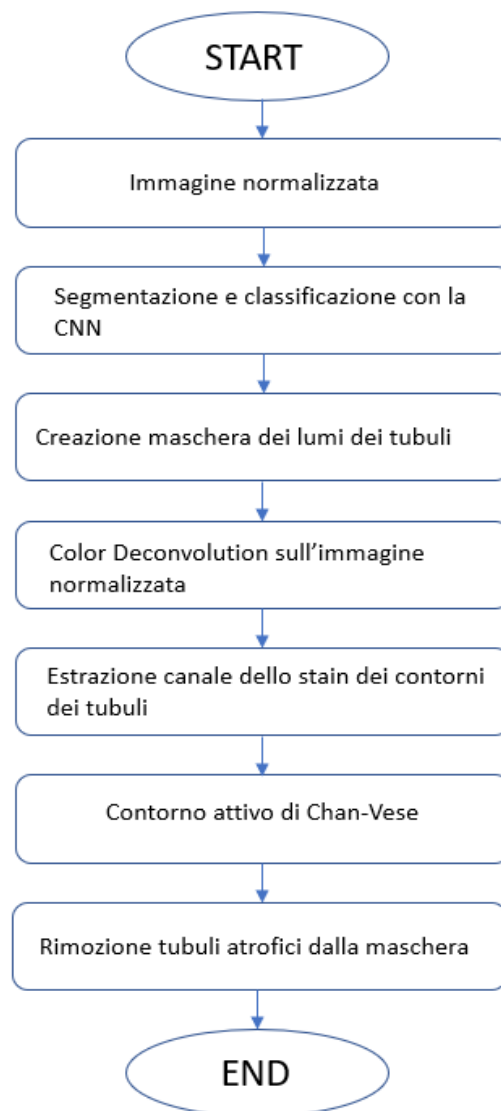 START
Immagine normalizzata
Segmentazione e classificazione con la
CNN
Creazione maschera dei lumi dei tubuli
Color Deconvolution sull’immagine
normalizzata
Estrazione canale dello stain dei contorni
dei tubuli
Contorno attivo di Chan-Vese
Rimozione tubuli atrofici dalla maschera
END